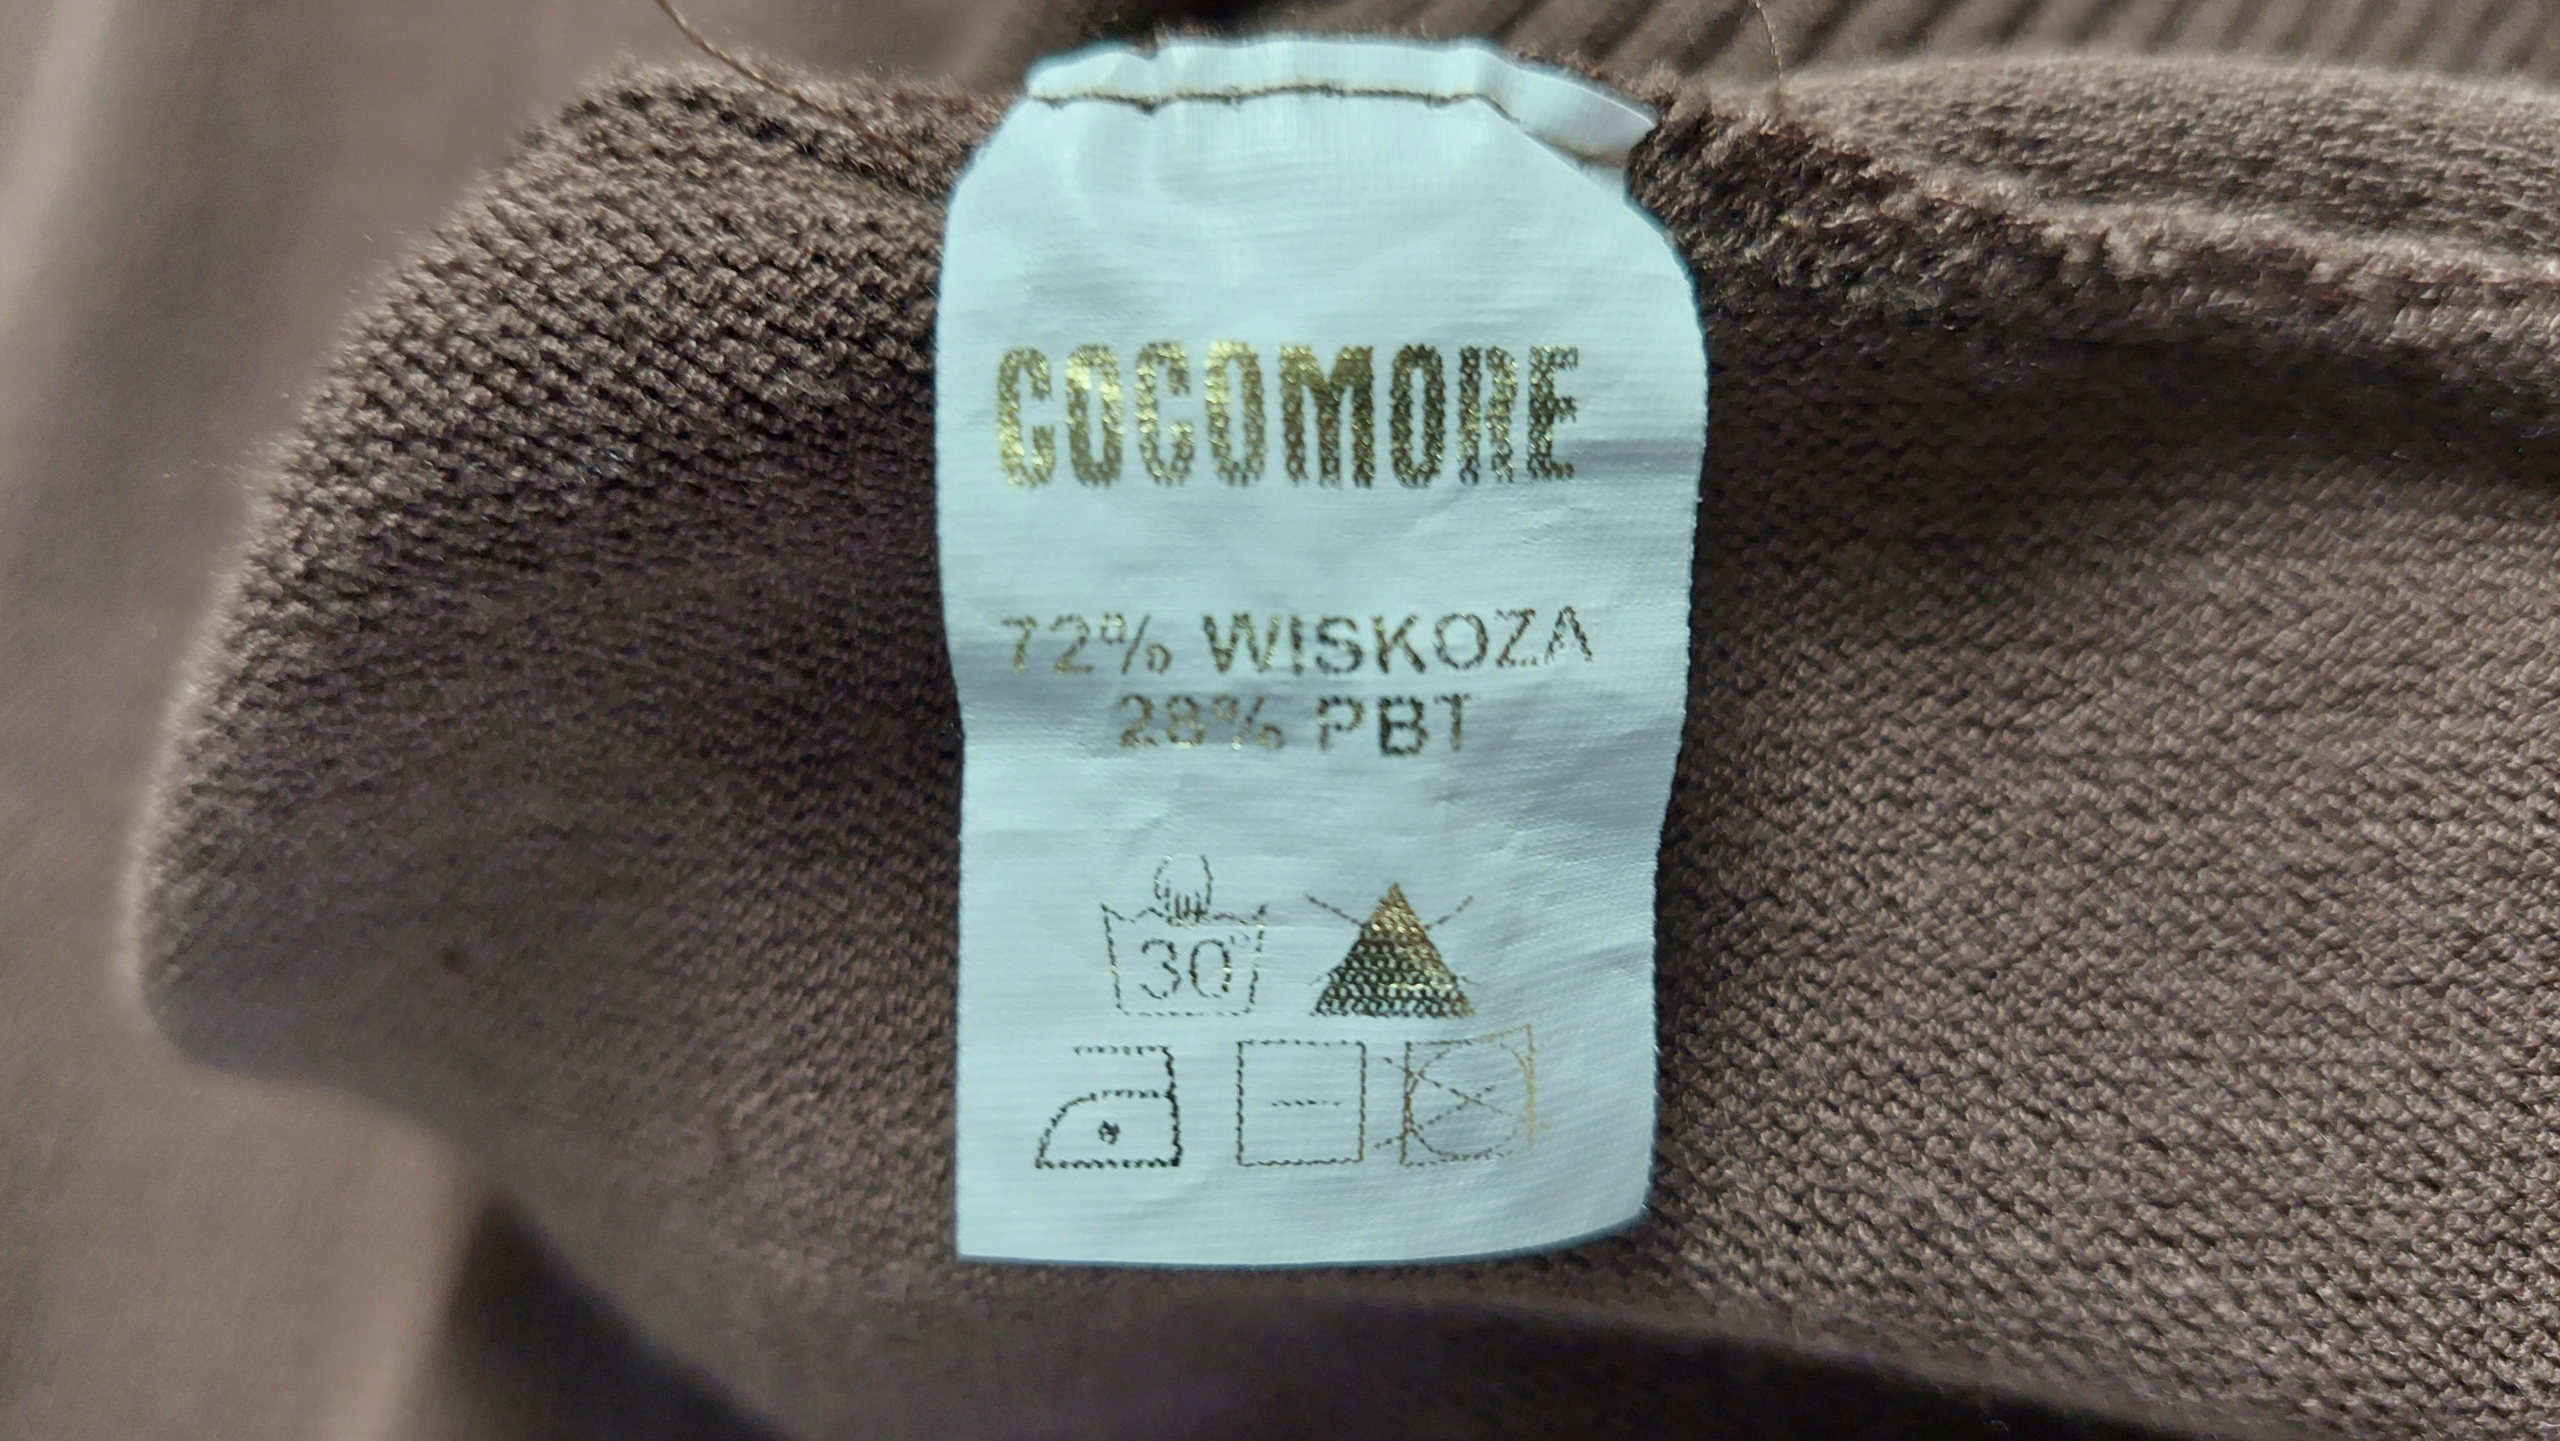 COCOMORE
72% WISKOZA
28% PBT
30°